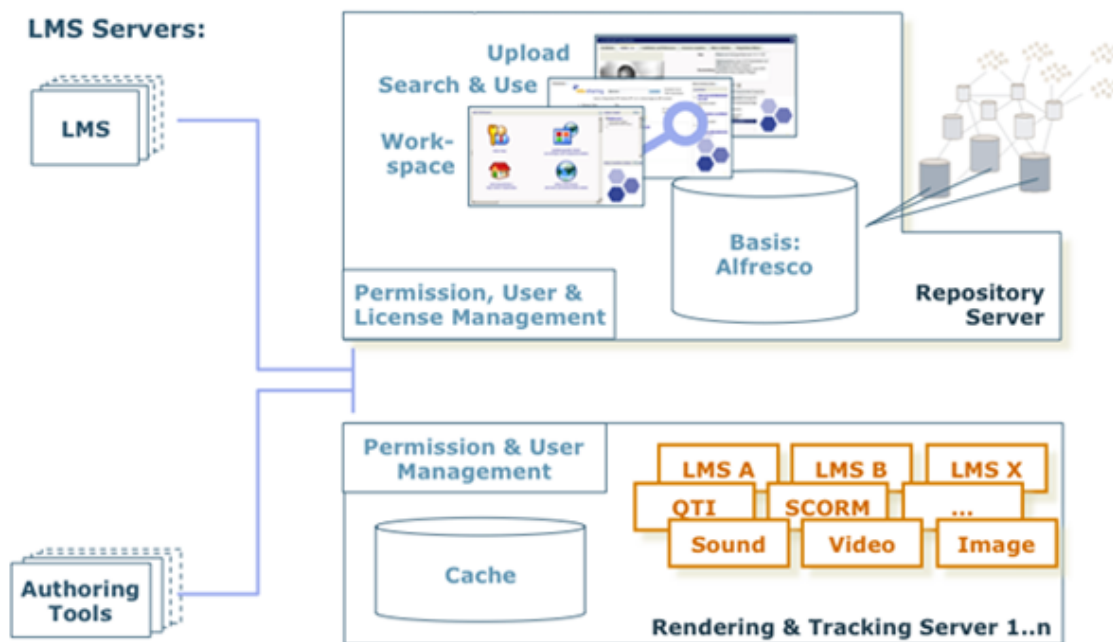 LMS Servers:
LMS
Upload
Search & Use
Work-
space
Basis:
Alfresco
Permission, User &
License Management
Repository
Server
Permission & User
Management
Cache
LMS A
LMS B
LMS X
QTI
SCORM
...
Sound
Video
Image
Rendering & Tracking Server 1..n
Authoring
Tools